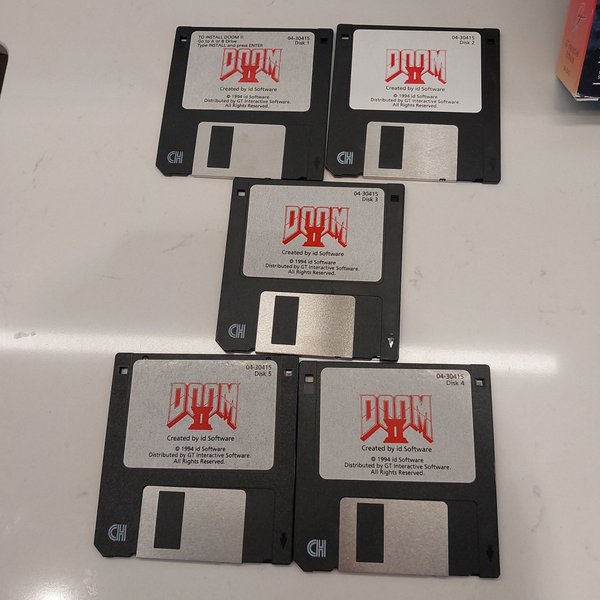 TO INSTALL DOOM II:
Go to A or B Drive
Type INSTALL and press ENTER
04-30415
Disk 1
DOOM
II
Created by id Software
© 1994 id Software
Distributed by GT Interactive Software.
All Rights Reserved.
CH
04-30415
Disk 2
DOOM
II
Created by id Software
© 1994 id Software
Distributed by GT Interactive Software.
All Rights Reserved.
CH
04-30415
Disk 3
DOOM
II
Created by id Software
© 1994 id Software
Distributed by GT Interactive Software.
All Rights Reserved.
CH
04-30415
Disk 5
DOOM
II
Created by id Software
© 1994 id Software
Distributed by GT Interactive Software.
All Rights Reserved.
CH
04-30415
Disk 4
DOOM
II
Created by id Software
© 1994 id Software
Distributed by GT Interactive Software.
All Rights Reserved.
CH